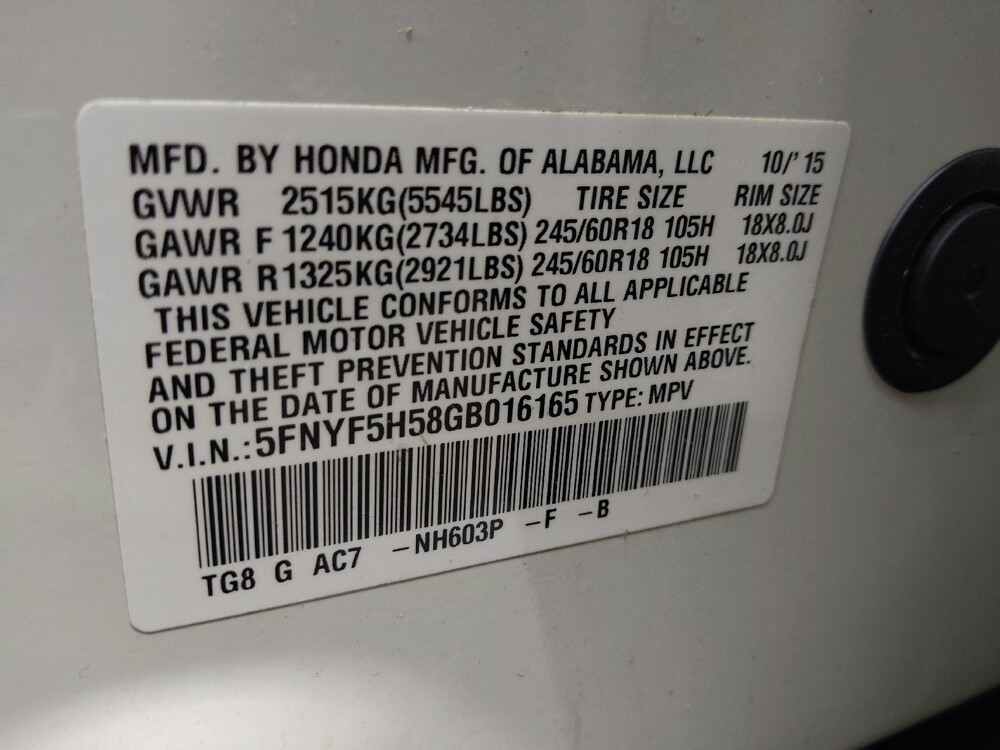 MFD. BY HONDA MFG. OF ALABAMA, LLC 10/'15
GVWR 2515KG(5545LBS) TIRE SIZE RIM SIZE
GAWR F 1240KG(2734LBS) 245/60R18 105H 18X8.0J
GAWR R 1325KG(2921LBS) 245/60R18 105H 18X8.0J
THIS VEHICLE CONFORMS TO ALL APPLICABLE
FEDERAL MOTOR VEHICLE SAFETY
AND THEFT PREVENTION STANDARDS IN EFFECT
ON THE DATE OF MANUFACTURE SHOWN ABOVE.
V.I.N.: 5FNYF5H58GB016165 TYPE: MPV
TG8 G AC7 -NH603P -F -B